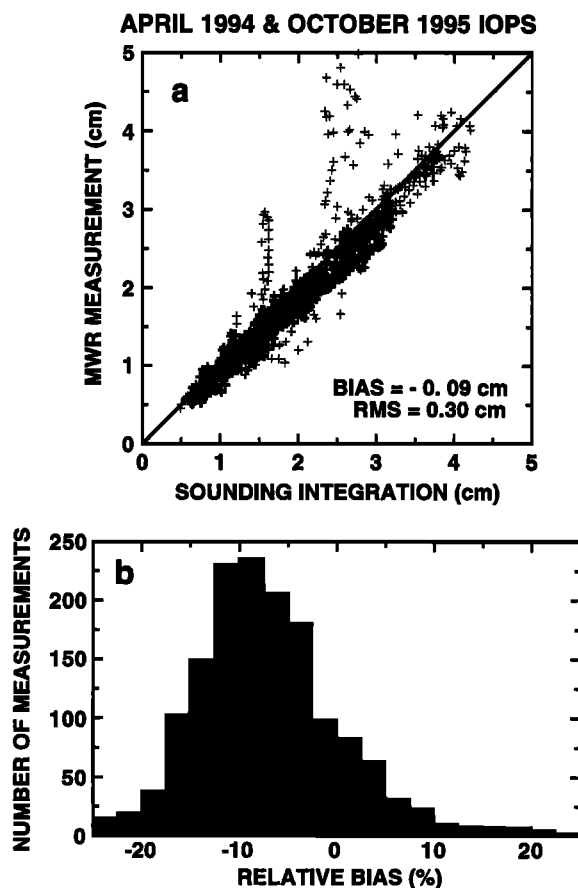 APRIL 1994 & OCTOBER 1995 IOPS
a
MWR MEASUREMENT (cm)
5
4
3
2
1
0
BIAS = - 0. 09 cm
RMS = 0.30 cm
0 1 2 3 4 5
SOUNDING INTEGRATION (cm)
b
NUMBER OF MEASUREMENTS
250
200
150
100
50
0
-20 -10 0 10 20
RELATIVE BIAS (%)